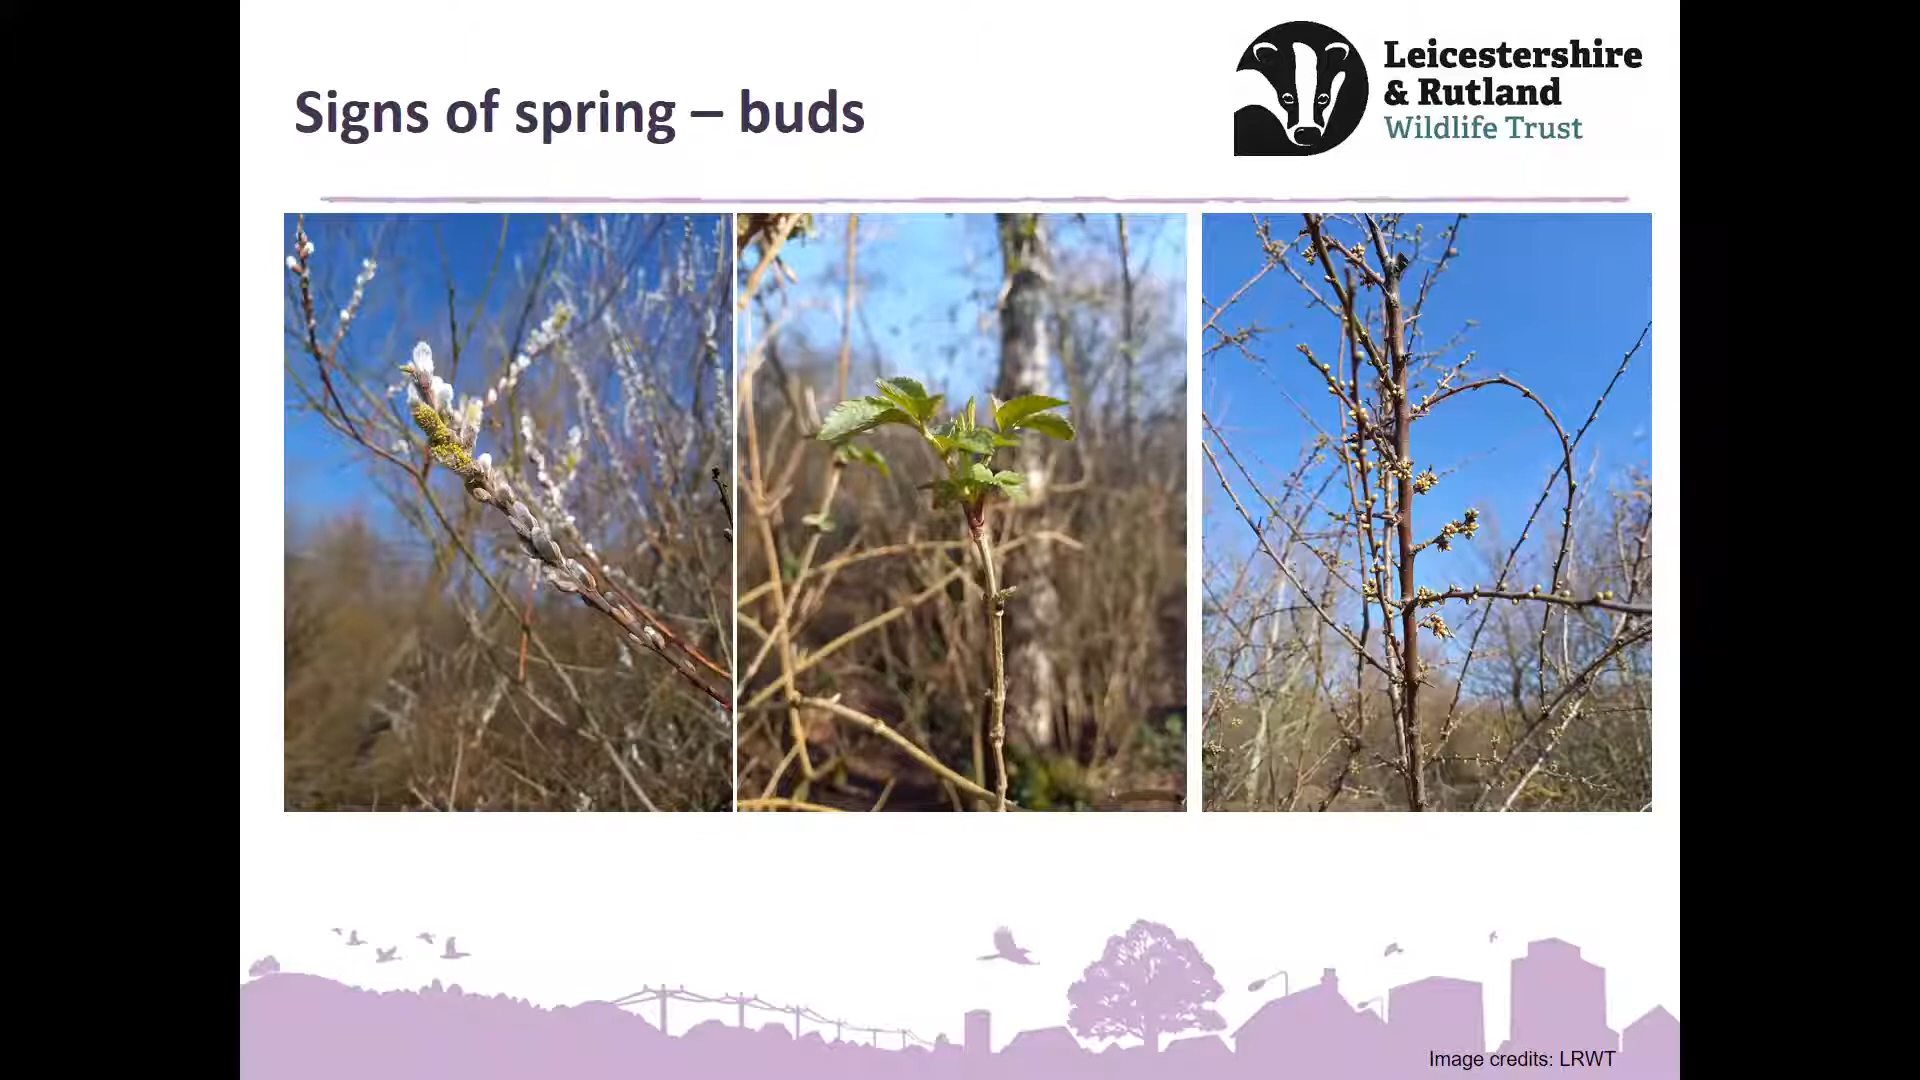 Signs of spring – buds
Leicestershire
& Rutland
Wildlife Trust
Image credits: LRWT